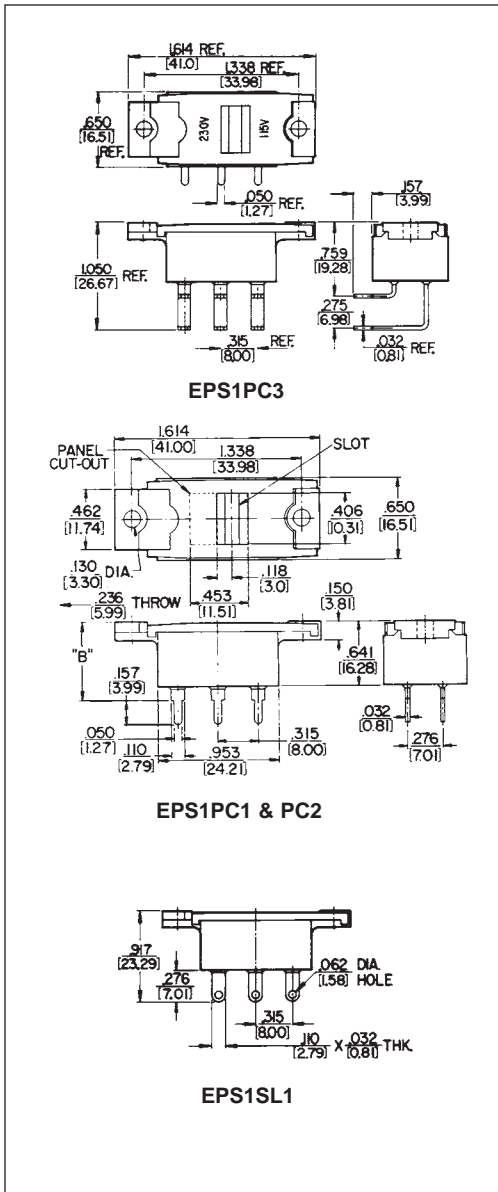 1.614 REF.
[41.0]
1.338 REF.
[33.98]
.650
[16.51]
REF.
230V
115V
.050 REF.
[1.27]
.157
[3.99]
1.050 REF.
[26.67]
.759
[19.28]
.275
[6.98]
.315 REF.
[8.00]
.032 REF.
[0.81]
EPS1PC3
1.614
[41.00]
PANEL
CUT-OUT
1.338
[33.98]
SLOT
.462
[11.74]
.406
[10.31]
.650
[16.51]
.130 DIA.
[3.30]
.118
[3.0]
.236 THROW
[5.99]
.453
[11.51]
.150
[3.81]
"B"
.641
[16.28]
.157
[3.99]
.050
[1.27]
.110
[2.79]
.953
[24.21]
.315
[8.00]
.032
[0.81]
.276
[7.01]
EPS1PC1 & PC2
.917
[23.29]
.276
[7.01]
.062 DIA.
[1.58] HOLE
.315
[8.00]
.110 X .032 THK.
[2.79] [0.81]
EPS1SL1